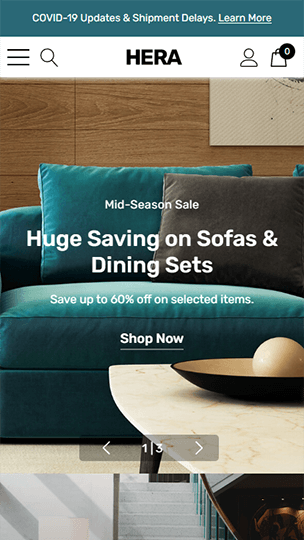 COVID-19 Updates & Shipment Delays. Learn More
HERA
0
Mid-Season Sale
Huge Saving on Sofas &
Dining Sets
Save up to 60% off on selected items.
Shop Now
1 | 3